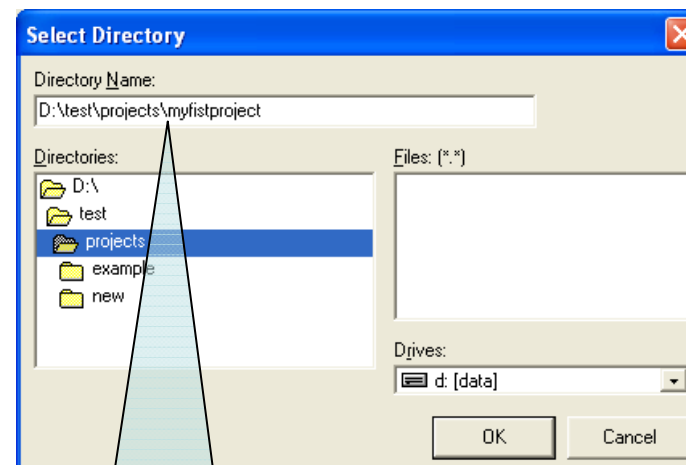 Select Directory
Directory Name:
D:\test\projects\myfistproject
Directories:
Files: (*.*)
D:\
test
projects
example
new
Drives:
d: [data]
OK
Cancel